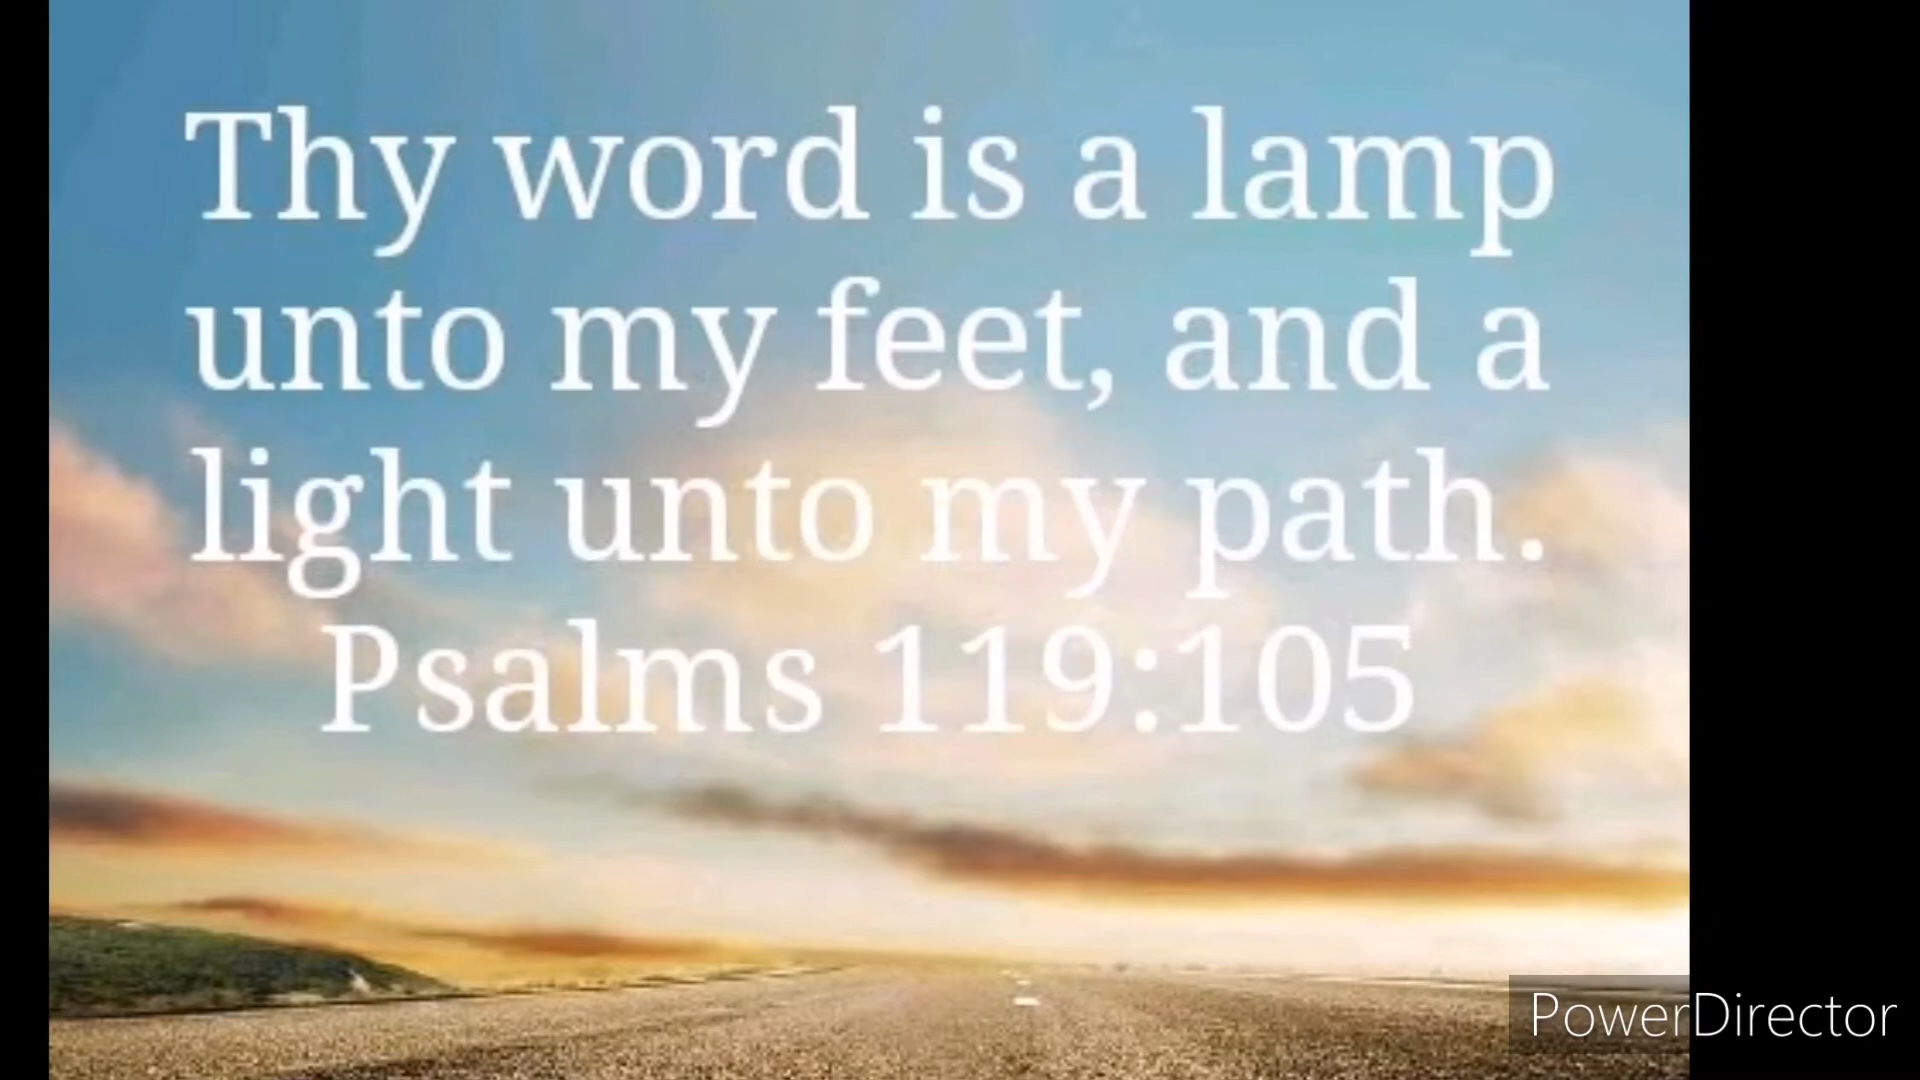 Thy word is a lamp
unto my feet, and a
light unto my path.
Psalms 119:105
PowerDirector